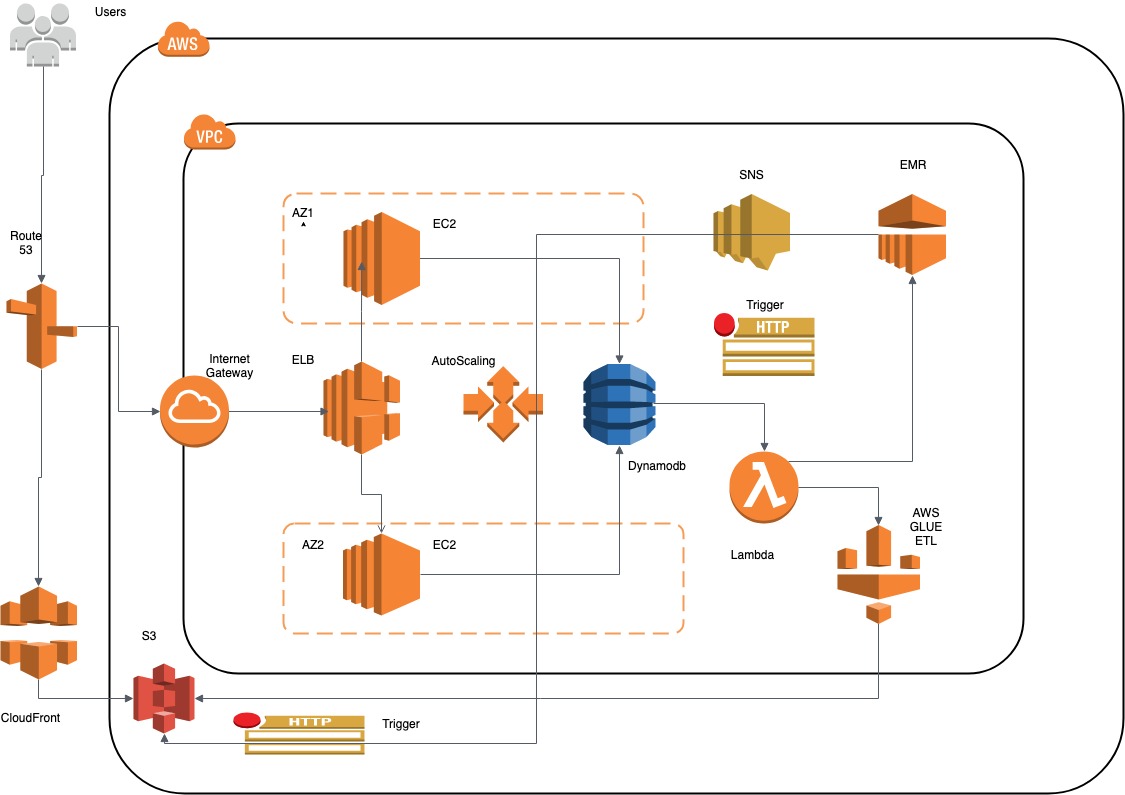 Users
AWS
VPC
SNS
EMR
AZ1
EC2
Route
53
Trigger
HTTP
Internet
Gateway
ELB
AutoScaling
Dynamodb
AWS
GLUE
ETL
AZ2
EC2
Lambda
S3
CloudFront
HTTP
Trigger